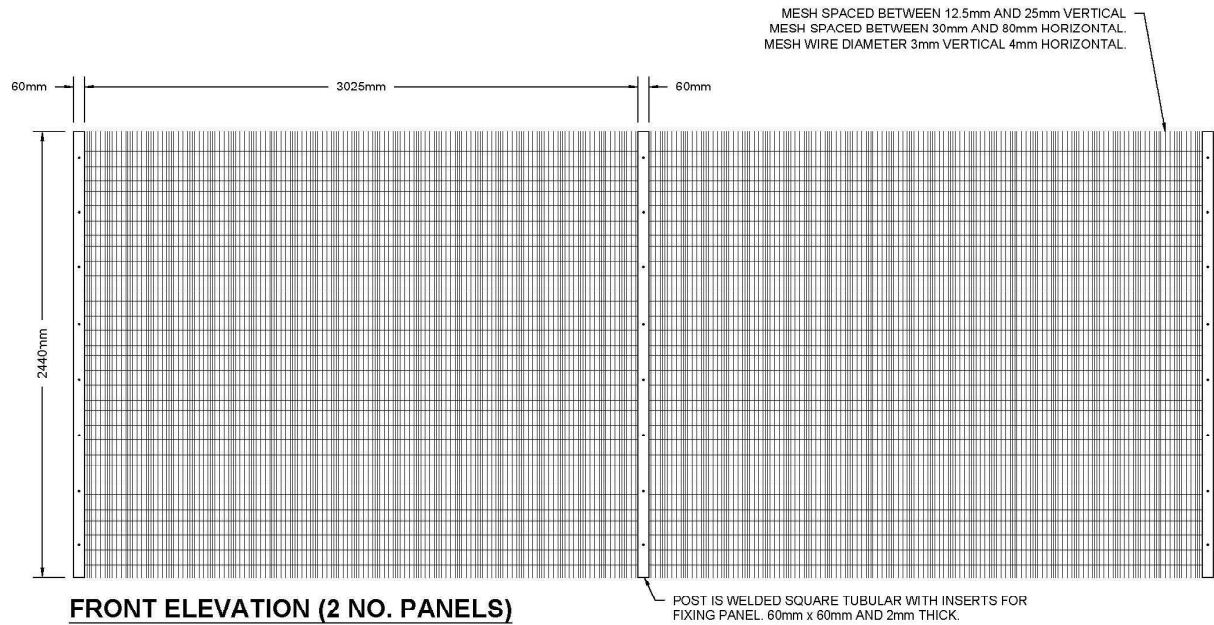 MESH SPACED BETWEEN 12.5mm AND 25mm VERTICAL
MESH SPACED BETWEEN 30mm AND 80mm HORIZONTAL.
MESH WIRE DIAMETER 3mm VERTICAL 4mm HORIZONTAL.
60mm
3025mm
60mm
2440mm
FRONT ELEVATION (2 NO. PANELS)
POST IS WELDED SQUARE TUBULAR WITH INSERTS FOR
FIXING PANEL. 60mm x 60mm AND 2mm THICK.